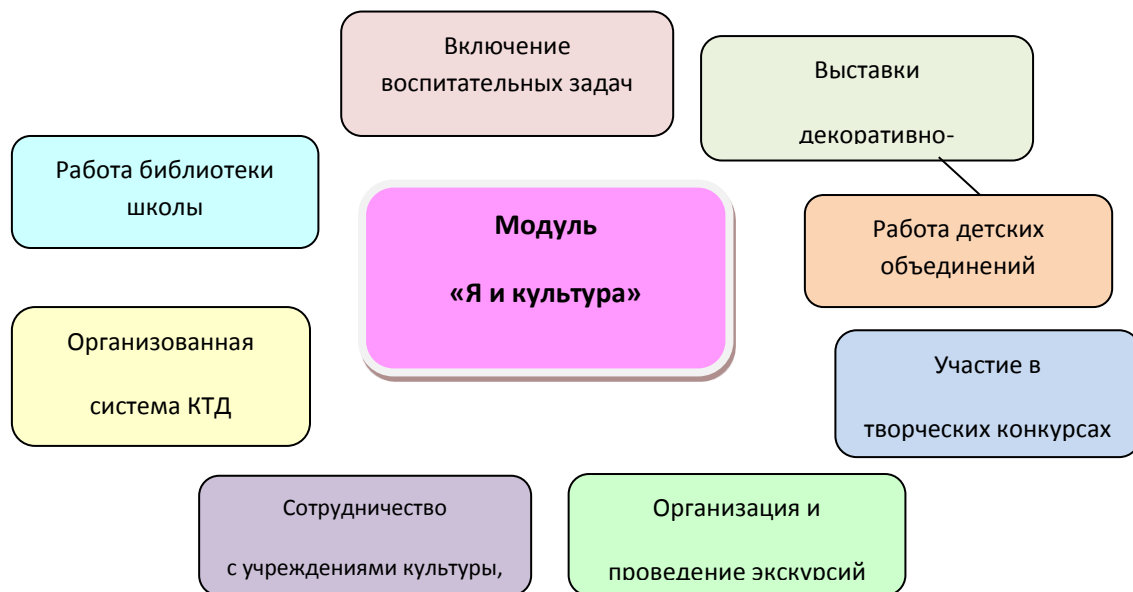 Включение
воспитательных задач
Выставки
декоративно-
Работа библиотеки
школы
Модуль
«Я и культура»
Работа детских
объединений
Организованная
система КТД
Участие в
творческих конкурсах
Сотрудничество
с учреждениями культуры,
Организация и
проведение экскурсий